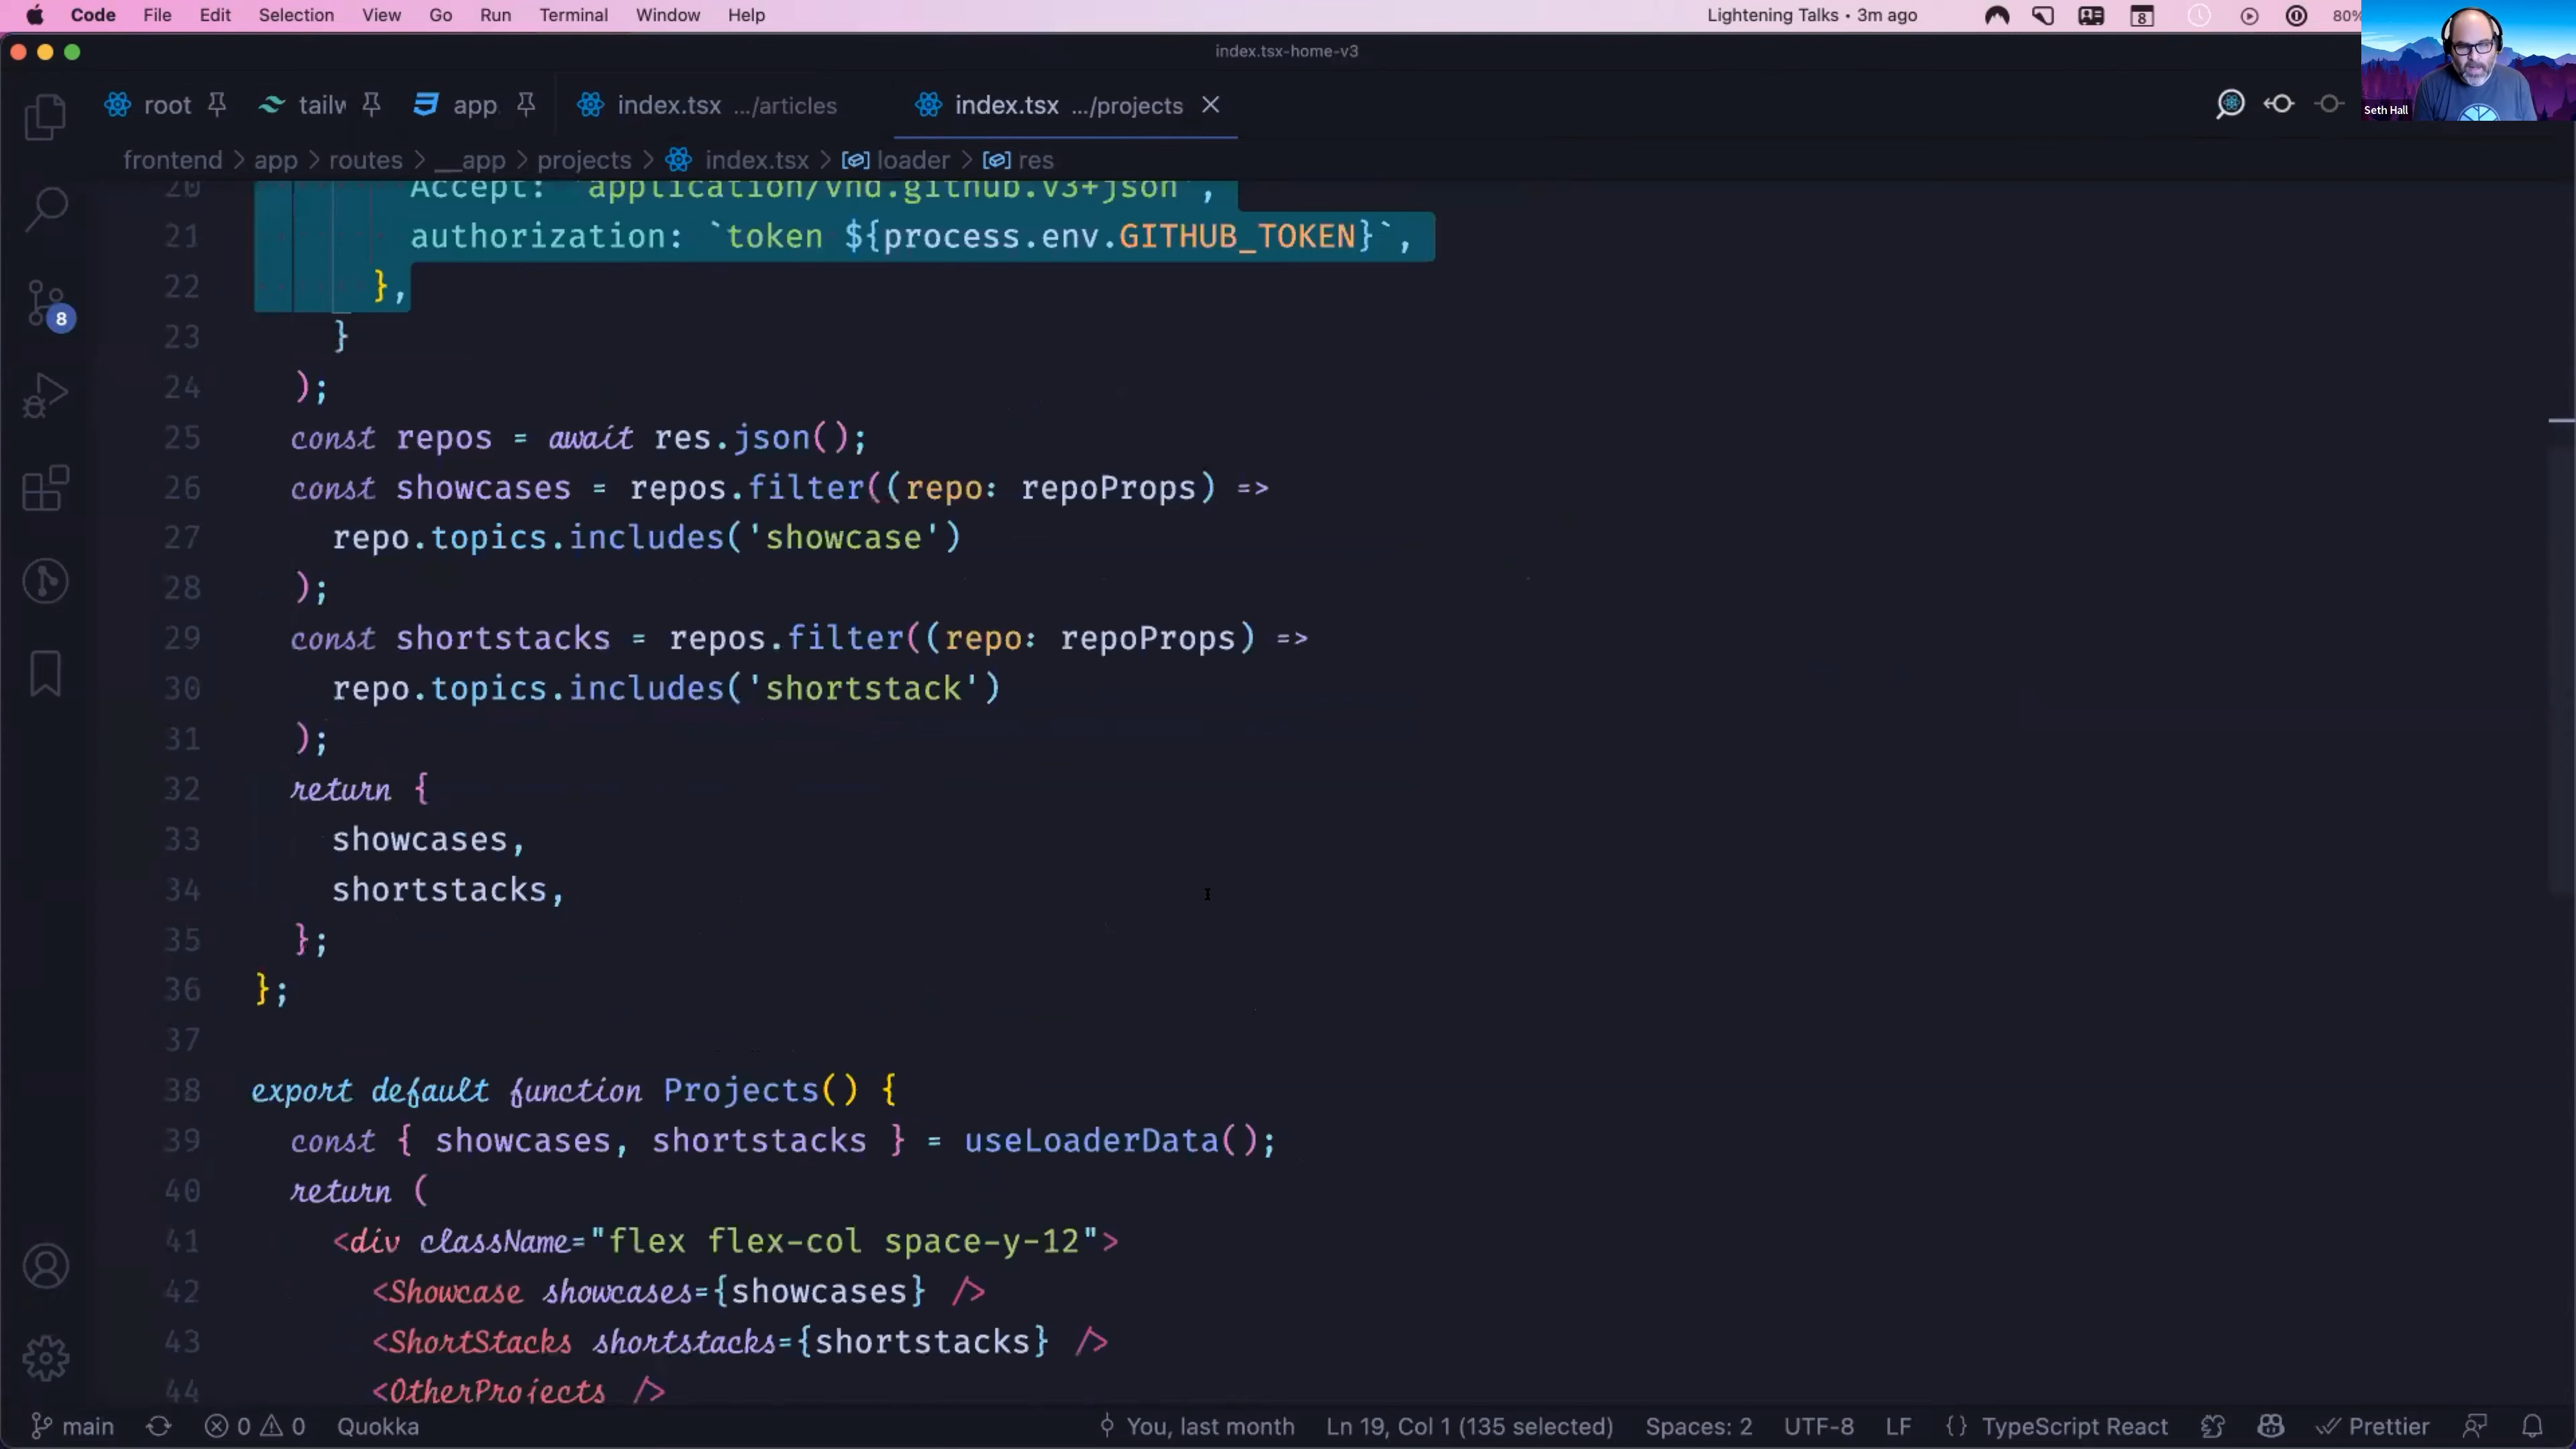 Code File Edit Selection View Go Run Terminal Window Help Lightening Talks • 3m ago 8 80%
index.tsx-home-v3
Seth Hall
root tailw app index.tsx .../articles index.tsx .../projects
frontend > app > routes > __app > projects > index.tsx > loader > res
20 Accept: `application/vnd.github.v3+json`,
21 authorization: `token ${process.env.GITHUB_TOKEN}`,
22 },
23 }
24 );
25 const repos = await res.json();
26 const showcases = repos.filter((repo: repoProps) =>
27 repo.topics.includes('showcase')
28 );
29 const shortstacks = repos.filter((repo: repoProps) =>
30 repo.topics.includes('shortstack')
31 );
32 return {
33 showcases,
34 shortstacks,
35 };
36 };
37
38 export default function Projects() {
39 const { showcases, shortstacks } = useLoaderData();
40 return (
41 <div className="flex flex-col space-y-12">
42 <Showcase showcases={showcases} />
43 <ShortStacks shortstacks={shortstacks} />
44 <OtherProjects />
8
main 0 0 Quokka You, last month Ln 19, Col 1 (135 selected) Spaces: 2 UTF-8 LF {} TypeScript React Prettier